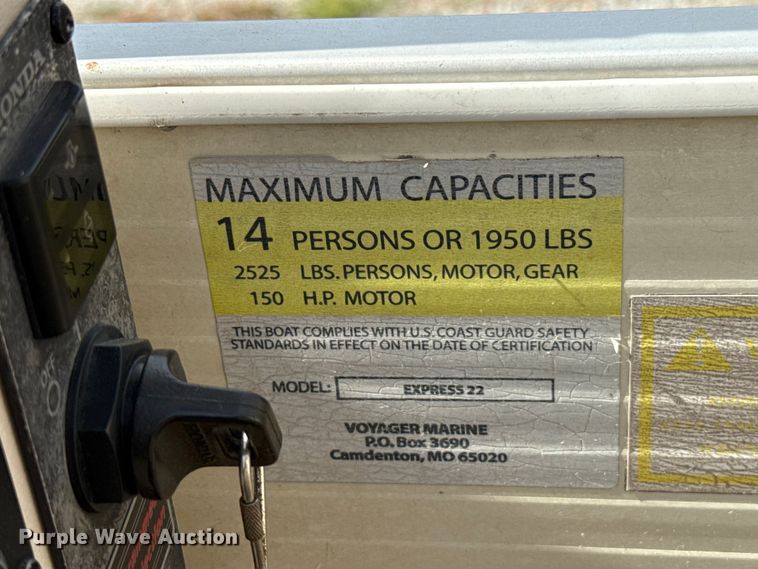 HONDA
MAXIMUM CAPACITIES
14 PERSONS OR 1950 LBS
2525 LBS. PERSONS, MOTOR, GEAR
150 H.P. MOTOR
THIS BOAT COMPLIES WITH U.S. COAST GUARD SAFETY
STANDARDS IN EFFECT ON THE DATE OF CERTIFICATION
MODEL: EXPRESS 22
VOYAGER MARINE
P.O. Box 3690
Camdenton, MO 65020
OFF
Purple Wave Auction